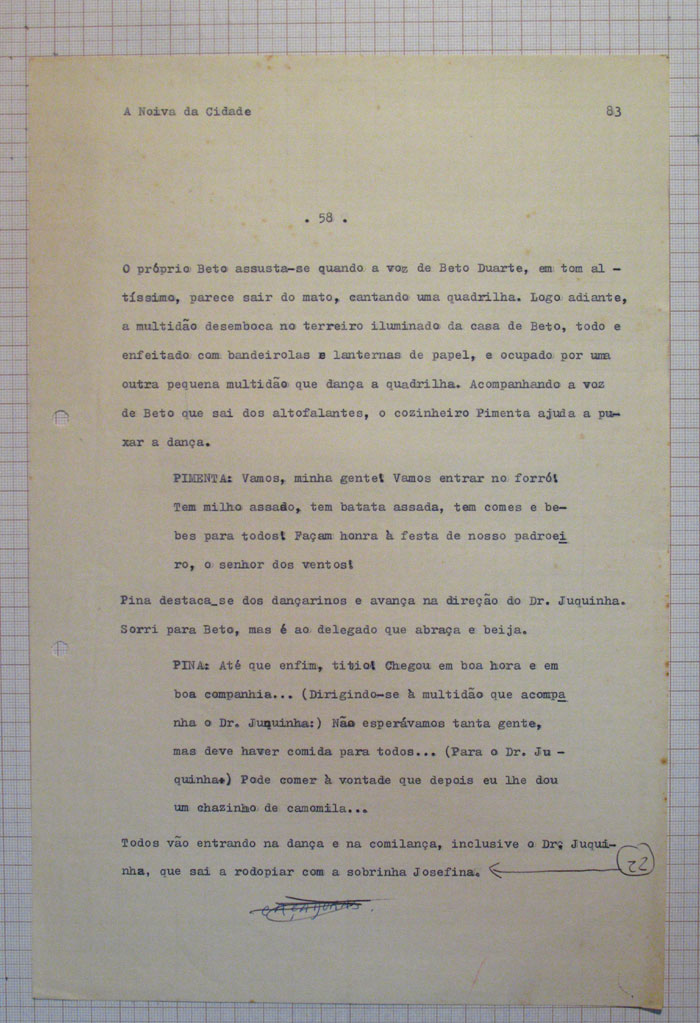 A Noiva da Cidade 83
. 58 .
O próprio Beto assusta-se quando a voz de Beto Duarte, em tom al -
tíssimo, parece sair do mato, cantando uma quadrilha. Logo adiante,
a multidão desemboca no terreiro iluminado da casa de Beto, todo e
enfeitado com bandeirolas e lanternas de papel, e ocupado por uma
outra pequena multidão que dança a quadrilha. Acompanhando a voz
de Beto que sai dos altofalantes, o cozinheiro Pimenta ajuda a pu-
xar a dança.
PIMENTA: Vamos, minha gente! Vamos entrar no forró!
Tem milho assado, tem batata assada, tem comes e be-
bes para todos! Façam honra à festa de nosso padroei
ro, o senhor dos ventos!
Pina destaca_se dos dançarinos e avança na direção do Dr. Juquinha.
Sorri para Beto, mas é ao delegado que abraça e beija.
PINA: Até que enfim, titio! Chegou em boa hora e em
boa companhia... (Dirigindo-se à multidão que acompa
nha o Dr. Juquinha:) Não esperávamos tanta gente,
mas deve haver comida para todos... (Para o Dr. Ju -
quinha:) Pode comer à vontade que depois eu lhe dou
um chazinho de camomila...
Todos vão entrando na dança e na comilança, inclusive o Dr. Juqui-
nha, que sai a rodopiar com a sobrinha Josefina. 22